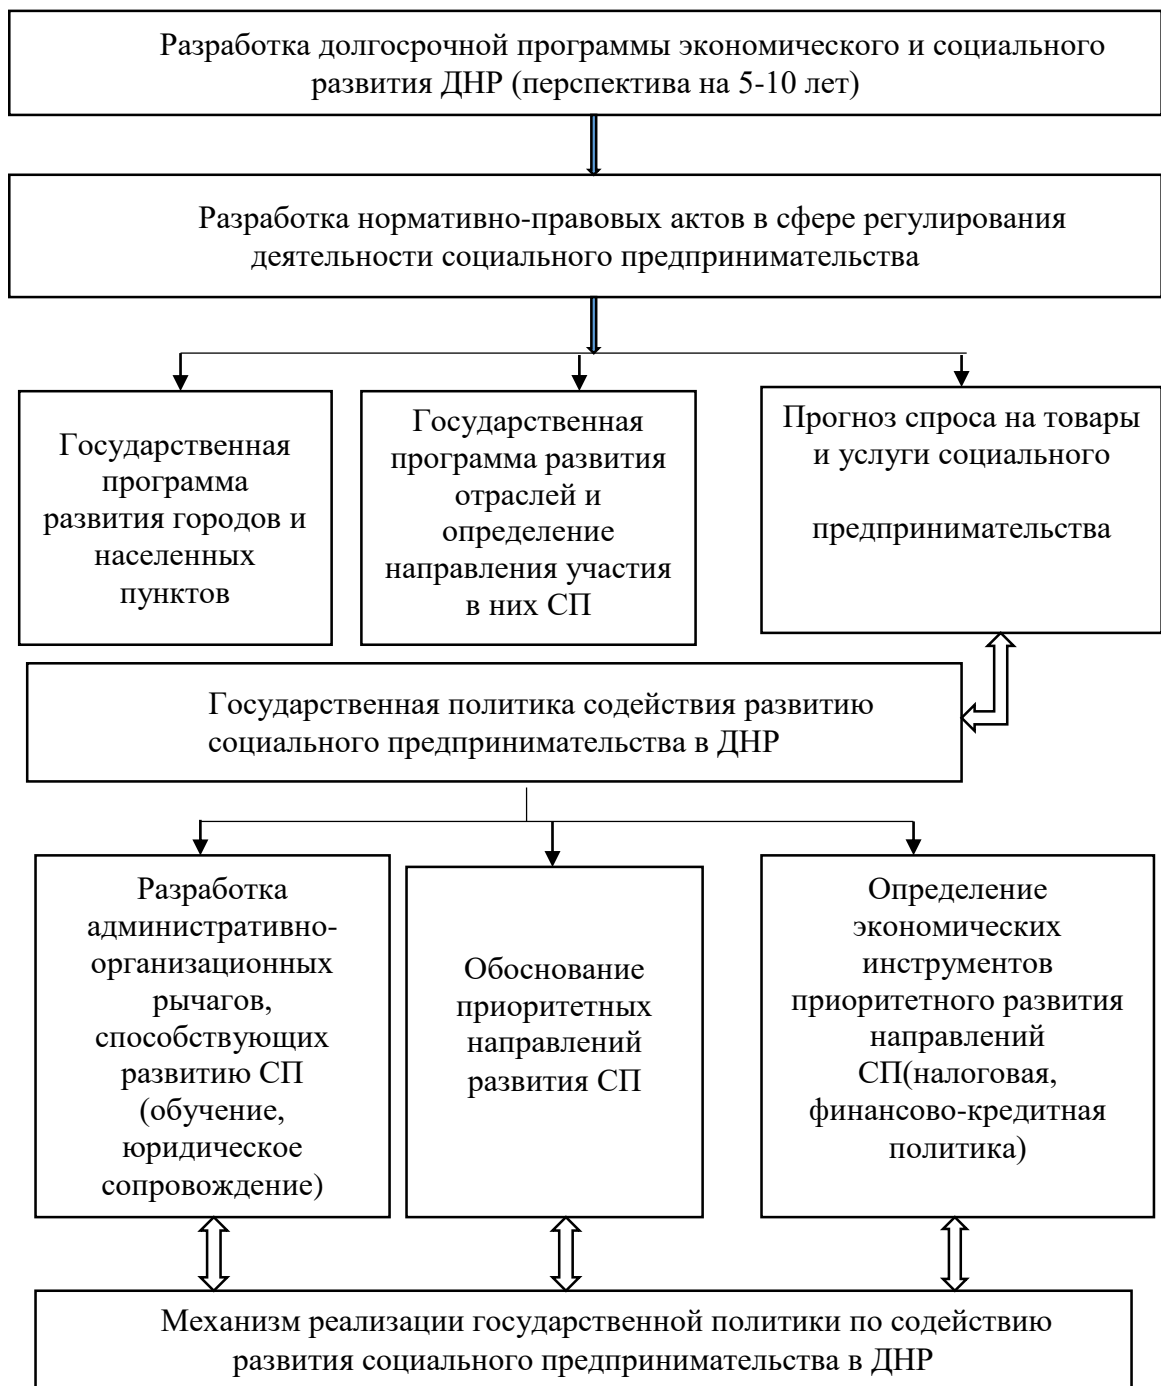 Разработка долгосрочной программы экономического и социального
развития ДНР (перспектива на 5-10 лет)
Разработка нормативно-правовых актов в сфере регулирования
деятельности социального предпринимательства
Государственная
программа
развития городов и
населенных
пунктов
Государственная
программа развития
отраслей и
определение
направления участия
в них СП
Прогноз спроса на товары
и услуги социального
предпринимательства
Государственная политика содействия развитию
социального предпринимательства в ДНР
Разработка
административно-
организационных
рычагов,
способствующих
развитию СП
(обучение,
юридическое
сопровождение)
Обоснование
приоритетных
направлений
развития СП
Определение
экономических
инструментов
приоритетного развития
направлений
СП(налоговая,
финансово-кредитная
политика)
Механизм реализации государственной политики по содействию
развития социального предпринимательства в ДНР